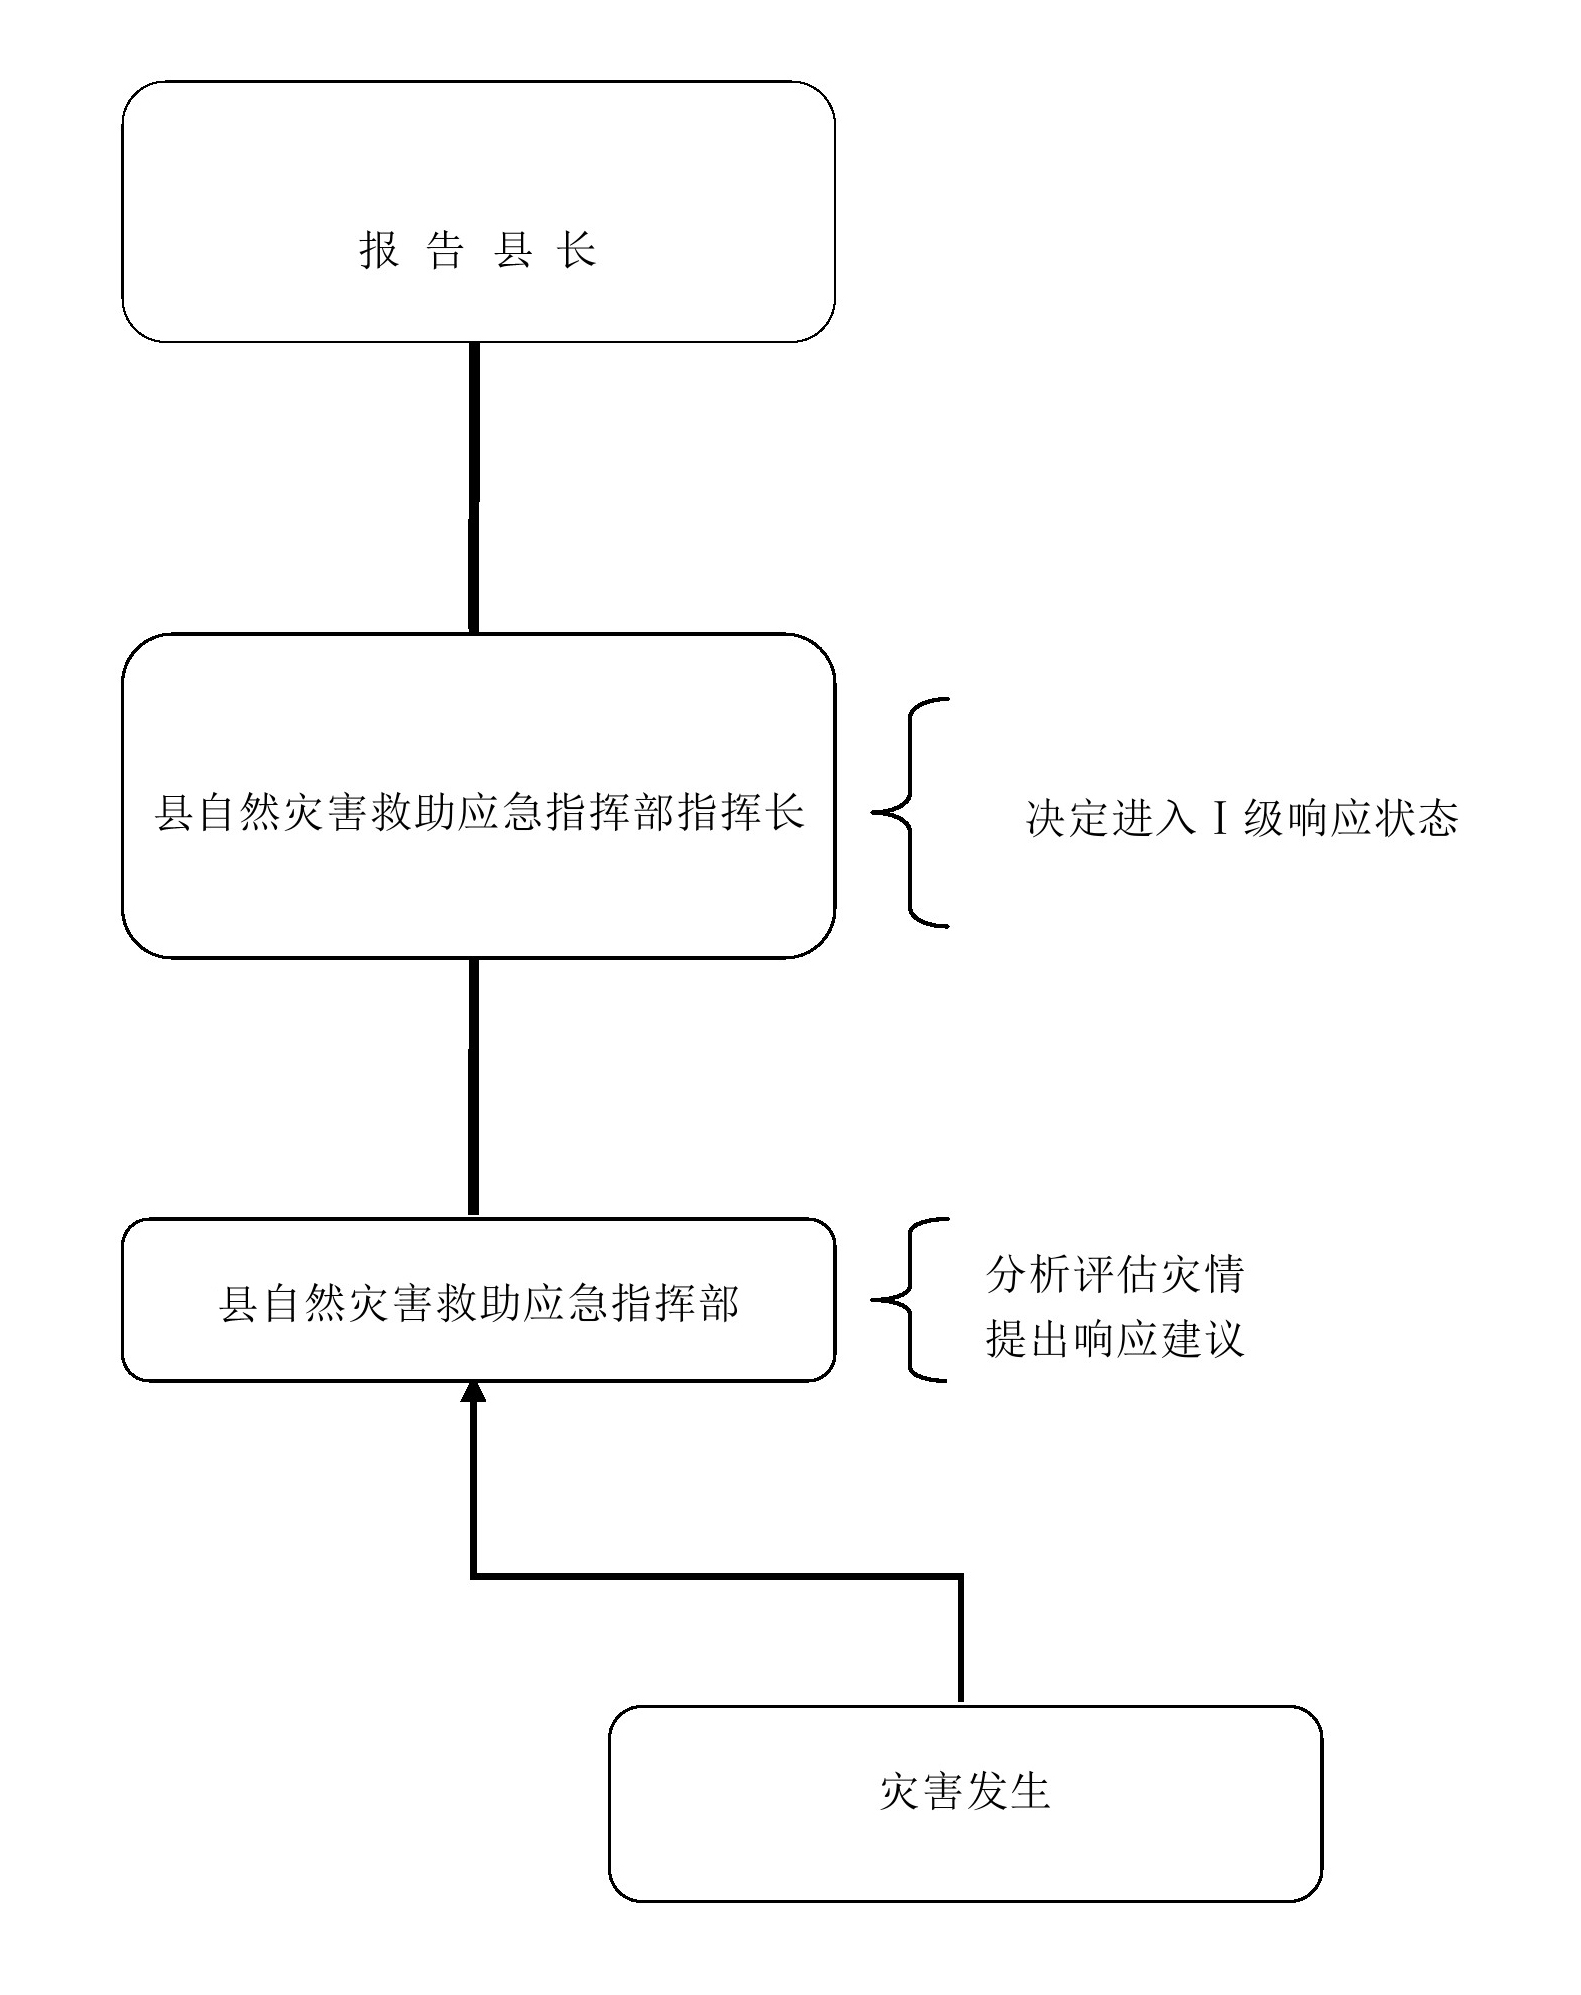 报 告 县 长
县自然灾害救助应急指挥部指挥长
决定进入Ⅰ级响应状态
县自然灾害救助应急指挥部
分析评估灾情
提出响应建议
灾害发生